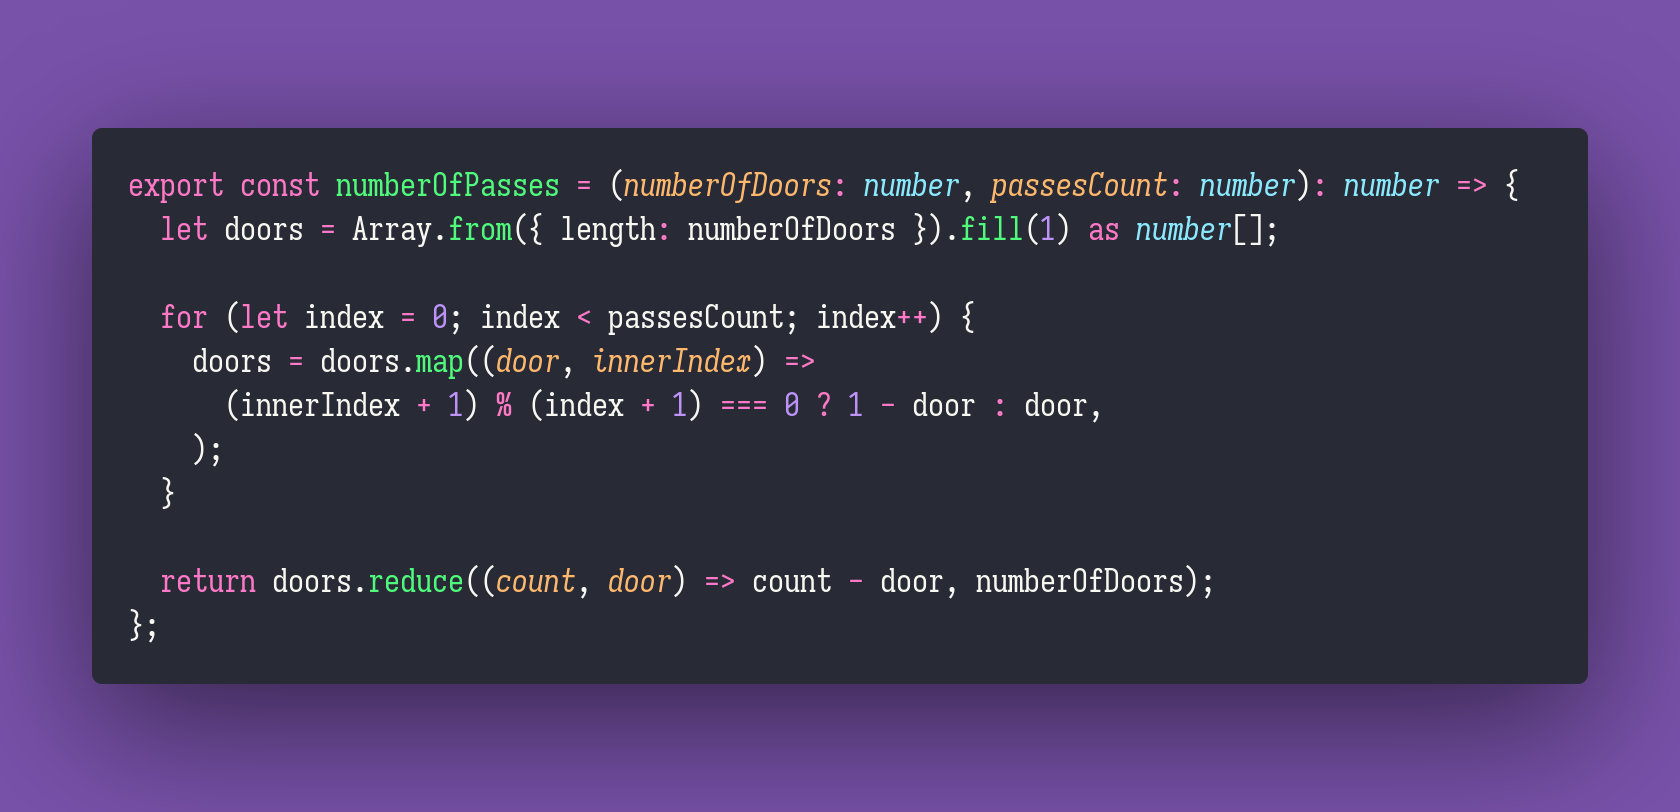 export const numberOfPasses = (numberOfDoors: number, passesCount: number): number => {
  let doors = Array.from({ length: numberOfDoors }).fill(1) as number[];

  for (let index = 0; index < passesCount; index++) {
    doors = doors.map((door, innerIndex) =>
      (innerIndex + 1) % (index + 1) === 0 ? 1 - door : door,
    );
  }

  return doors.reduce((count, door) => count - door, numberOfDoors);
};